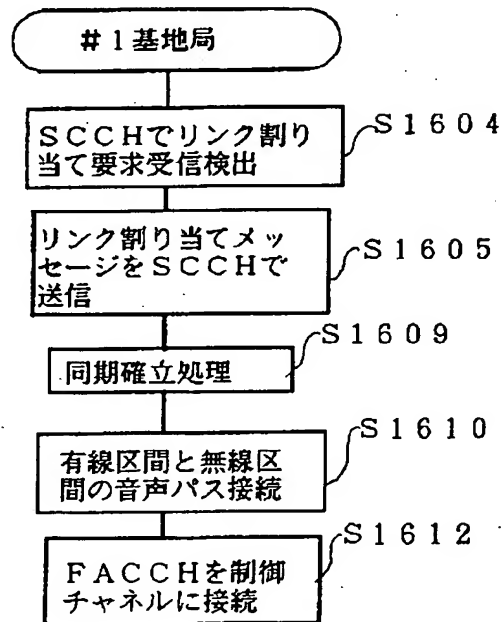 ＃１基地局
ＳＣＣＨでリンク割り
当て要求受信検出
Ｓ１６０４
リンク割り当てメッ
セージをＳＣＣＨで
送信
Ｓ１６０５
Ｓ１６０９
同期確立処理
Ｓ１６１０
有線区間と無線区
間の音声パス接続
Ｓ１６１２
ＦＡＣＣＨを制御
チャネルに接続